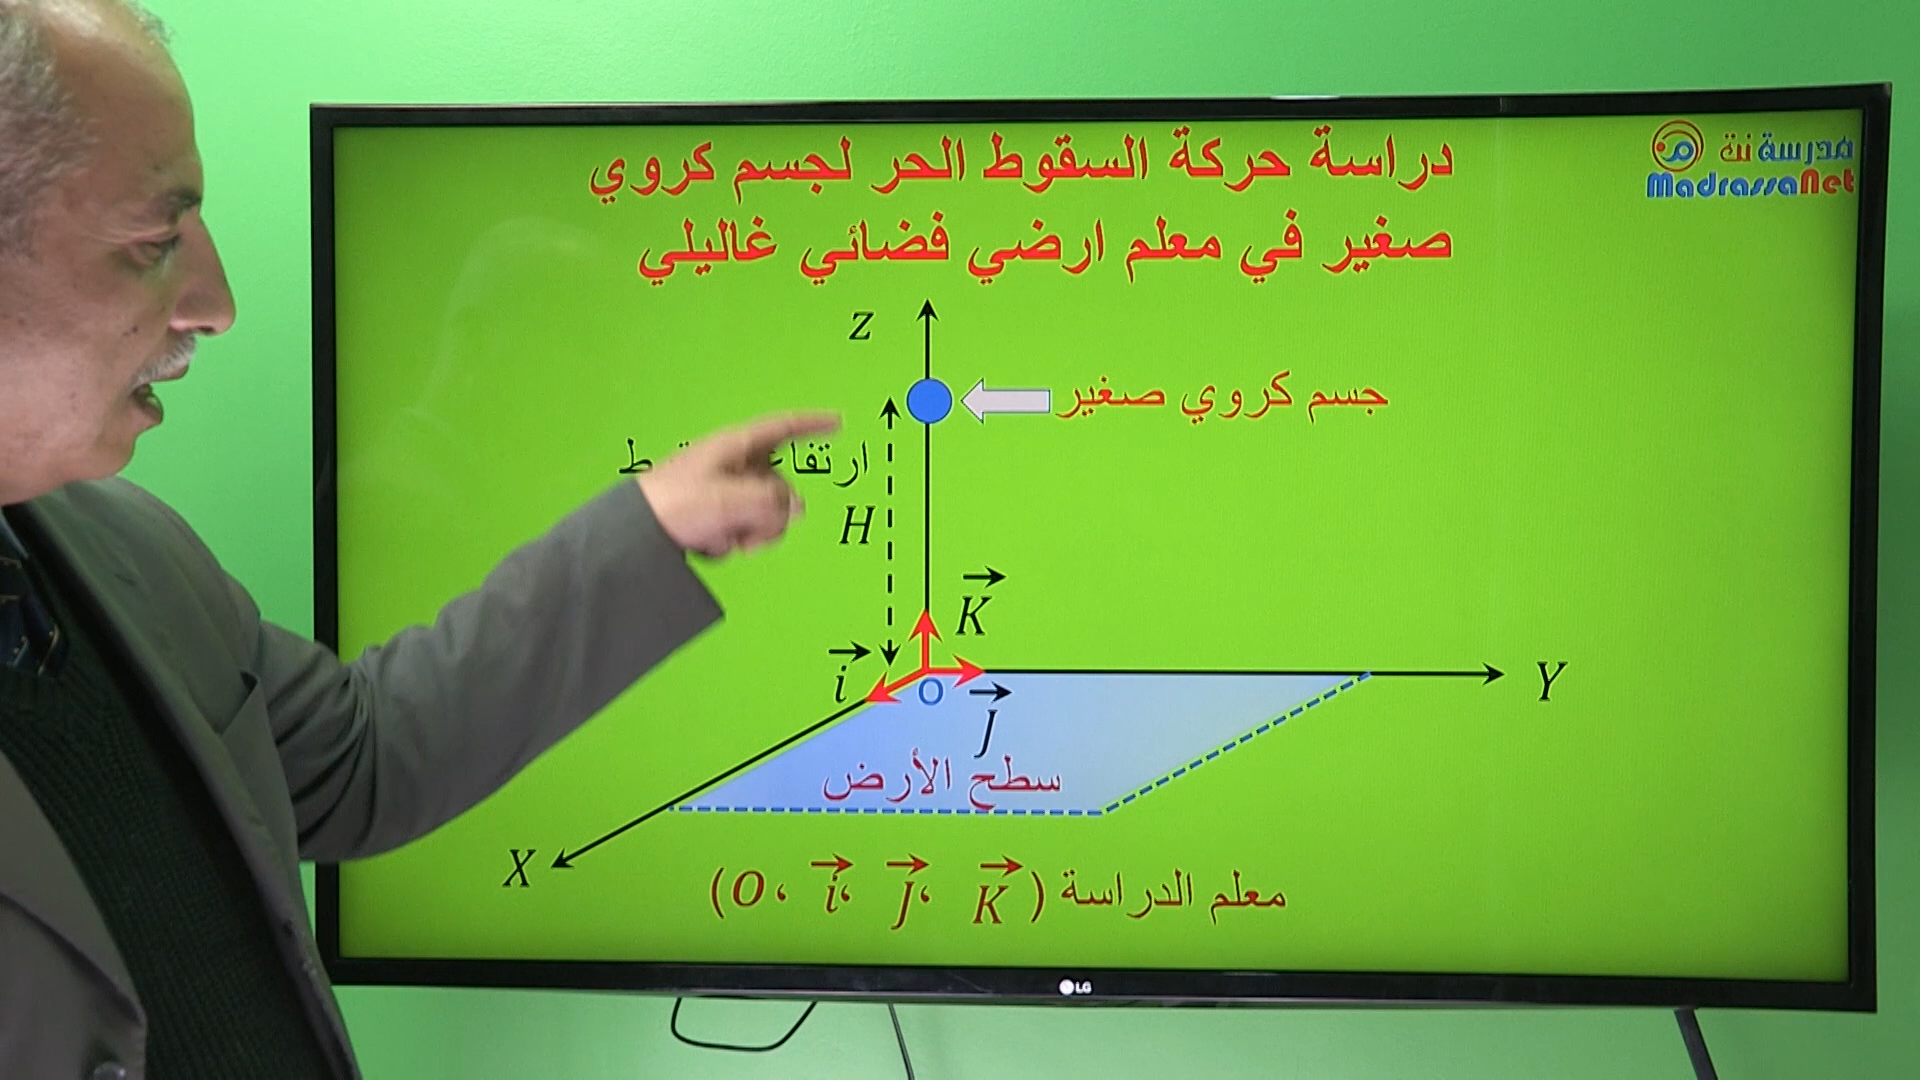 دراسة حركة السقوط الحر لجسم كروي
صغير في معلم ارضي فضائي غاليلي
مدرسة نت
MadrassaNet
z
جسم كروي صغير
ارتفاع
H
K
i
O
J
Y
سطح الأرض
X
معلم الدراسة (O، i، J، K)
LG